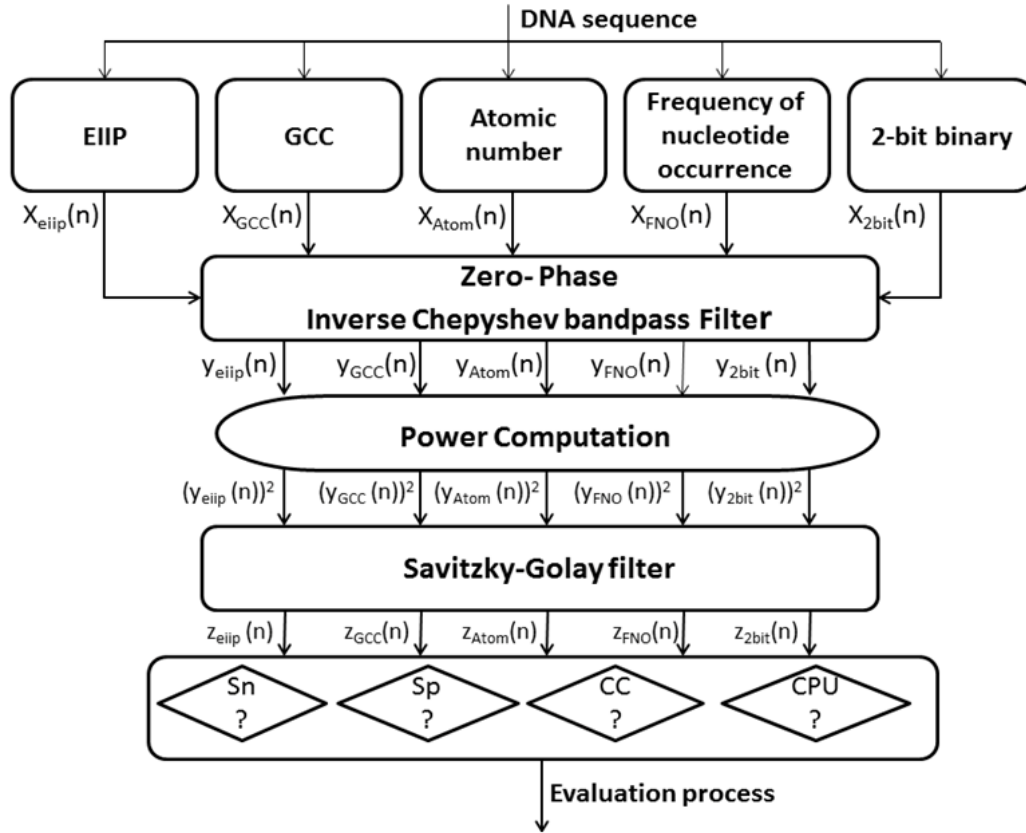 DNA sequence
EIIP
GCC
Atomic
number
Frequency of
nucleotide
occurrence
2-bit binary
Xeiip(n)
XGCC(n)
XAtom(n)
XFNO(n)
X2bit(n)
Zero- Phase
Inverse Chepyshev bandpass Filter
yeiip(n)
yGCC(n)
yAtom(n)
yFNO(n)
y2bit (n)
Power Computation
(yeiip (n))²
(yGCC (n))²
(yAtom (n))²
(yFNO (n))²
(y2bit (n))²
Savitzky-Golay filter
zeiip (n)
zGCC(n)
zAtom(n)
zFNO(n)
z2bit(n)
Sn
?
Sp
?
CC
?
CPU
?
Evaluation process